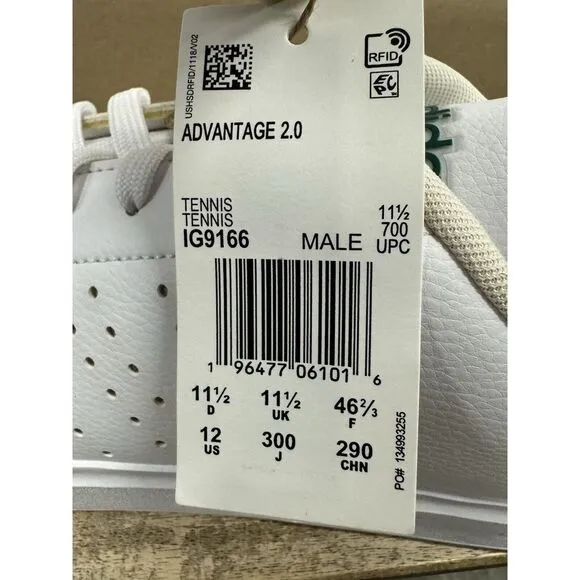 USHSDRFID/1118/V02
RFID
EPC
ADVANTAGE 2.0
TENNIS
TENNIS
IG9166
MALE
11½
700
UPC
1 96477 06101 6
11½ 11½ 46⅔
D UK F
12 300 290
US J CHN
PO# 134993255